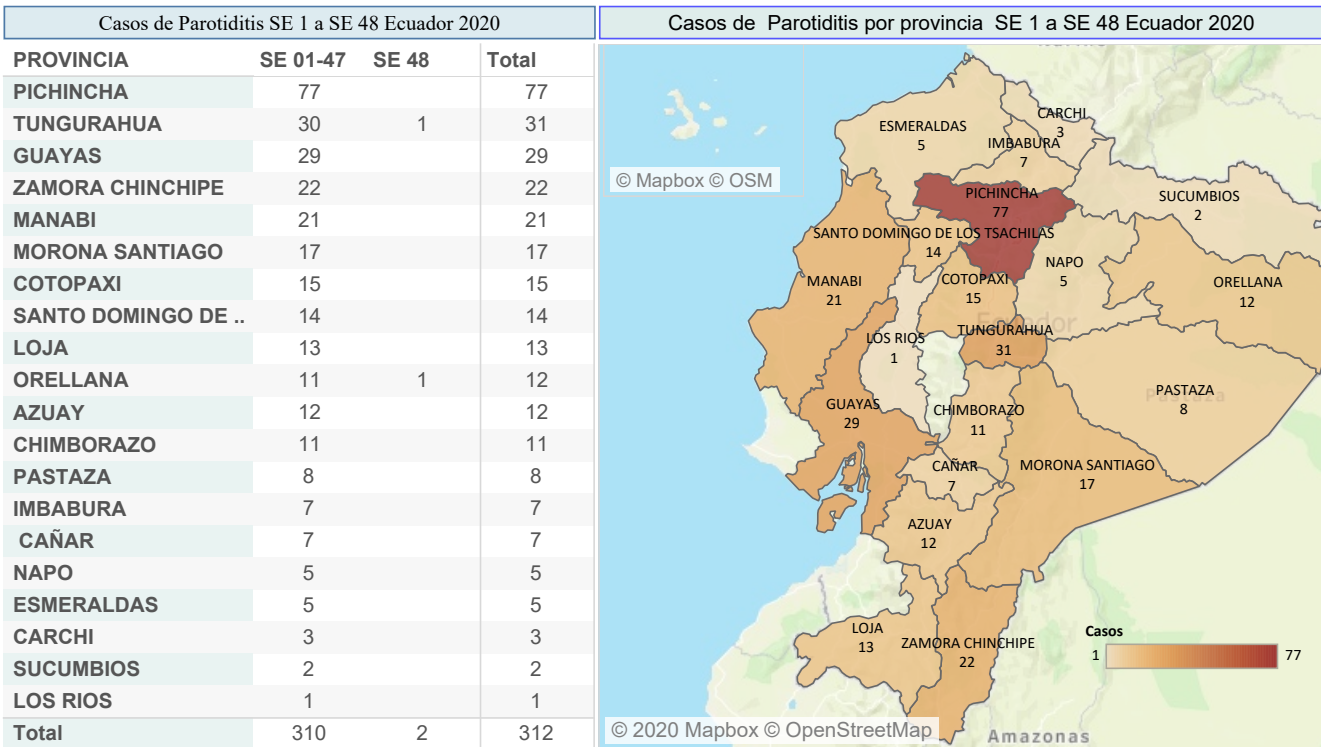 Casos de Parotiditis SE 1 a SE 48 Ecuador 2020
PROVINCIA SE 01-47 SE 48 Total
PICHINCHA 77 77
TUNGURAHUA 30 1 31
GUAYAS 29 29
ZAMORA CHINCHIPE 22 22
MANABI 21 21
MORONA SANTIAGO 17 17
COTOPAXI 15 15
SANTO DOMINGO DE .. 14 14
LOJA 13 13
ORELLANA 11 1 12
AZUAY 12 12
CHIMBORAZO 11 11
PASTAZA 8 8
IMBABURA 7 7
CAÑAR 7 7
NAPO 5 5
ESMERALDAS 5 5
CARCHI 3 3
SUCUMBIOS 2 2
LOS RIOS 1 1
Total 310 2 312
Casos de Parotiditis por provincia SE 1 a SE 48 Ecuador 2020
CARCHI
3
ESMERALDAS
5
IMBABURA
7
© Mapbox © OSM
PICHINCHA
77
SUCUMBIOS
2
SANTO DOMINGO DE LOS TSACHILAS
14
NAPO
5
MANABI
21
COTOPAXI
15
ORELLANA
12
Ecuador
TUNGURAHUA
31
LOS RIOS
1
PASTAZA
8
Pastaza
GUAYAS
29
CHIMBORAZO
11
CAÑAR
7
MORONA SANTIAGO
17
AZUAY
12
LOJA
13
ZAMORA CHINCHIPE
22
Casos
1 77
© 2020 Mapbox © OpenStreetMap
Amazonas